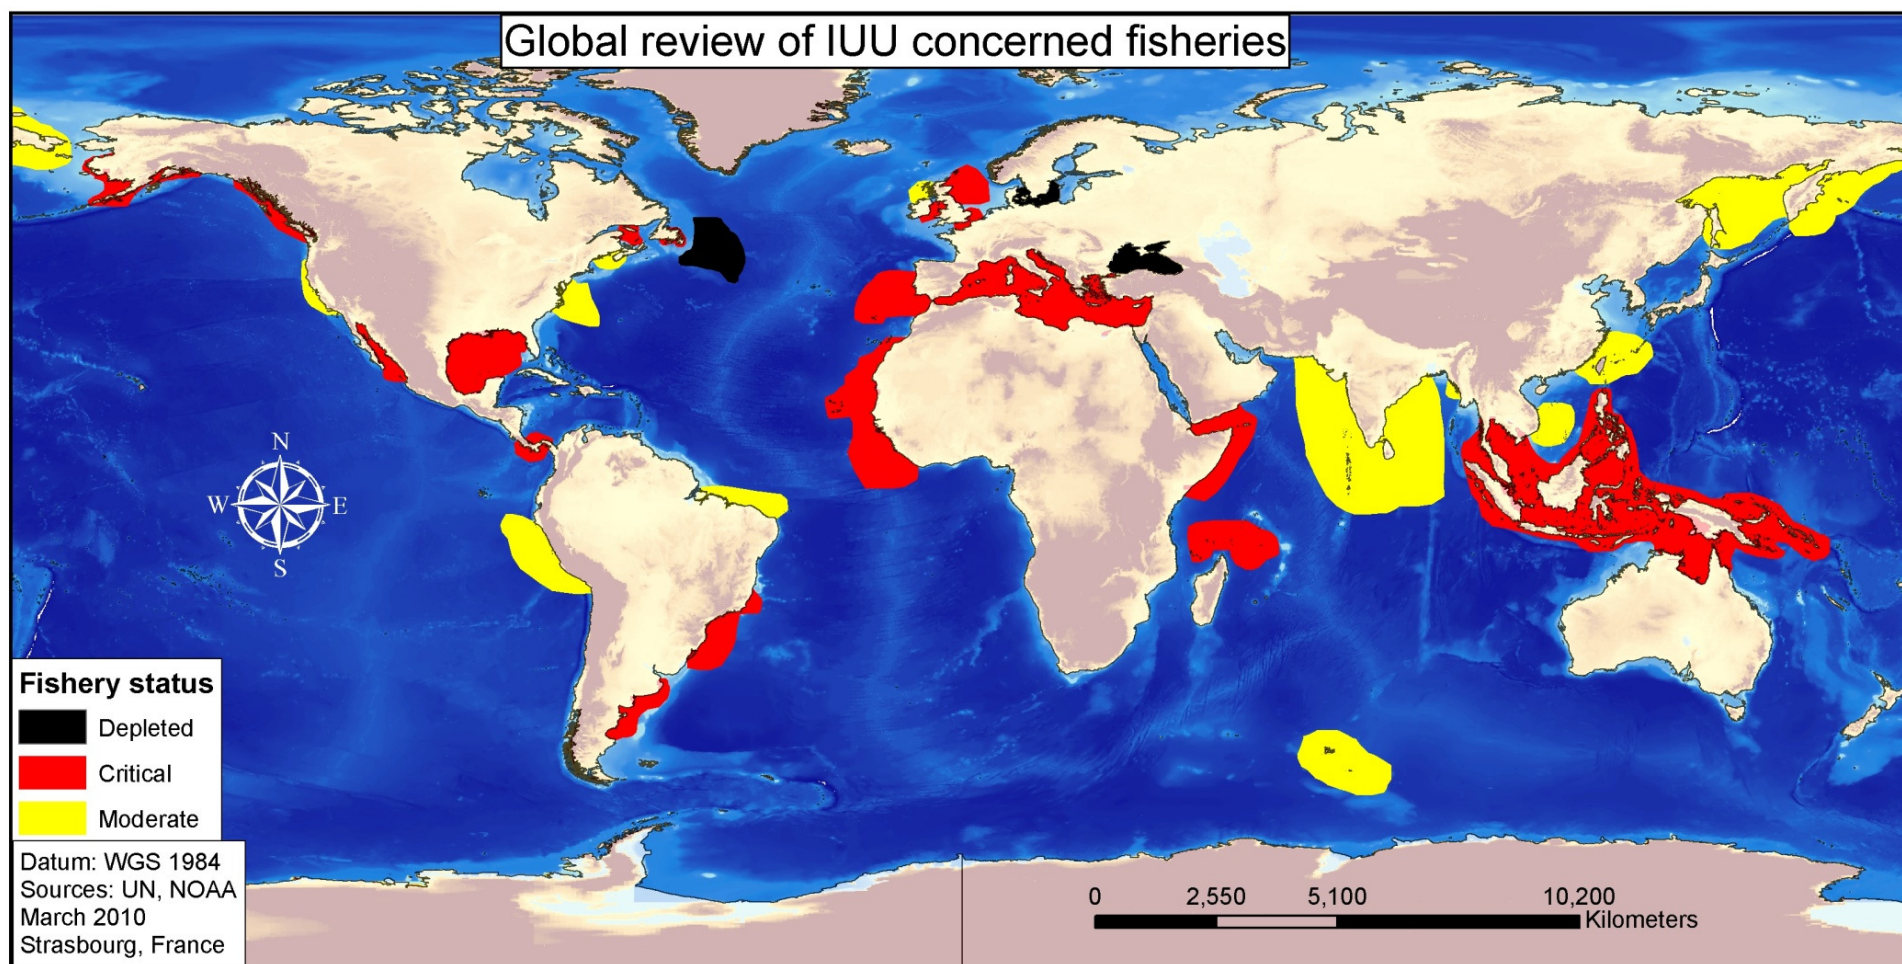 Global review of IUU concerned fisheries
N
W E
S
Fishery status
Depleted
Critical
Moderate
Datum: WGS 1984
Sources: UN, NOAA
March 2010
Strasbourg, France
0 2,550 5,100 10,200
Kilometers